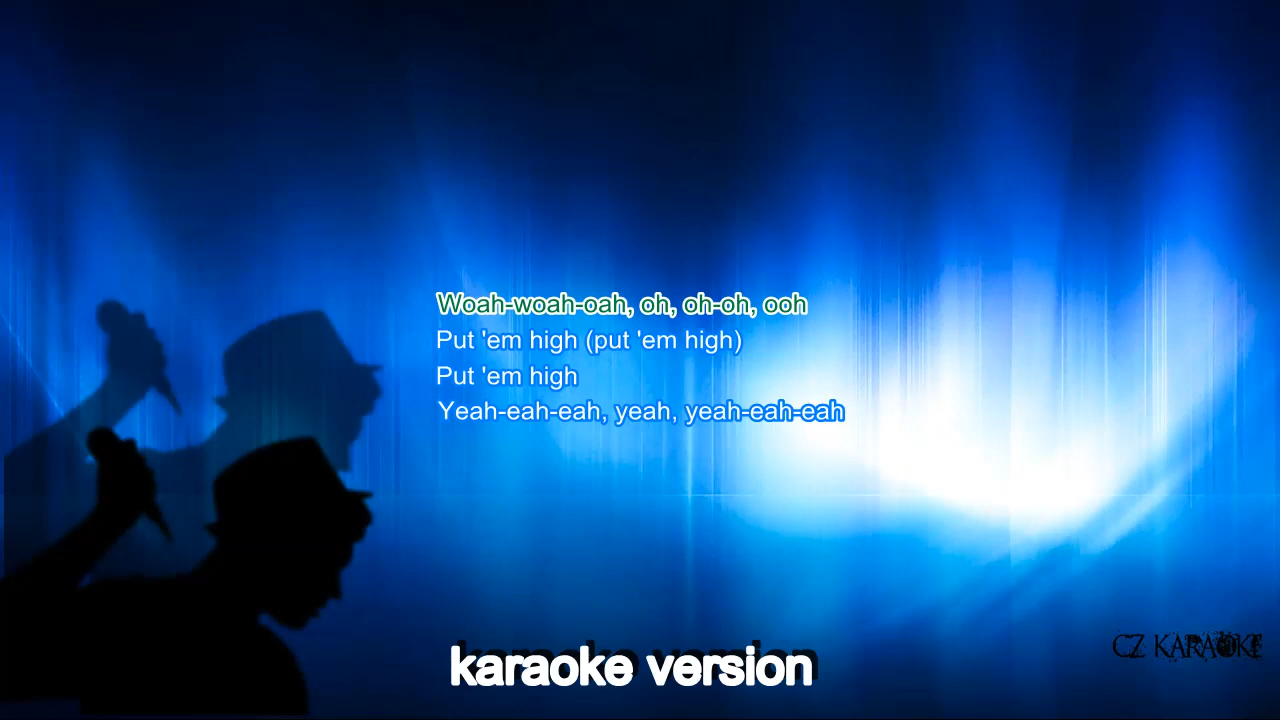 Woah-woah-oah, oh, oh-oh, ooh
Put 'em high (put 'em high)
Put 'em high
Yeah-eah-eah, yeah, yeah-eah-eah
karaoke version
CZ KARAOKE